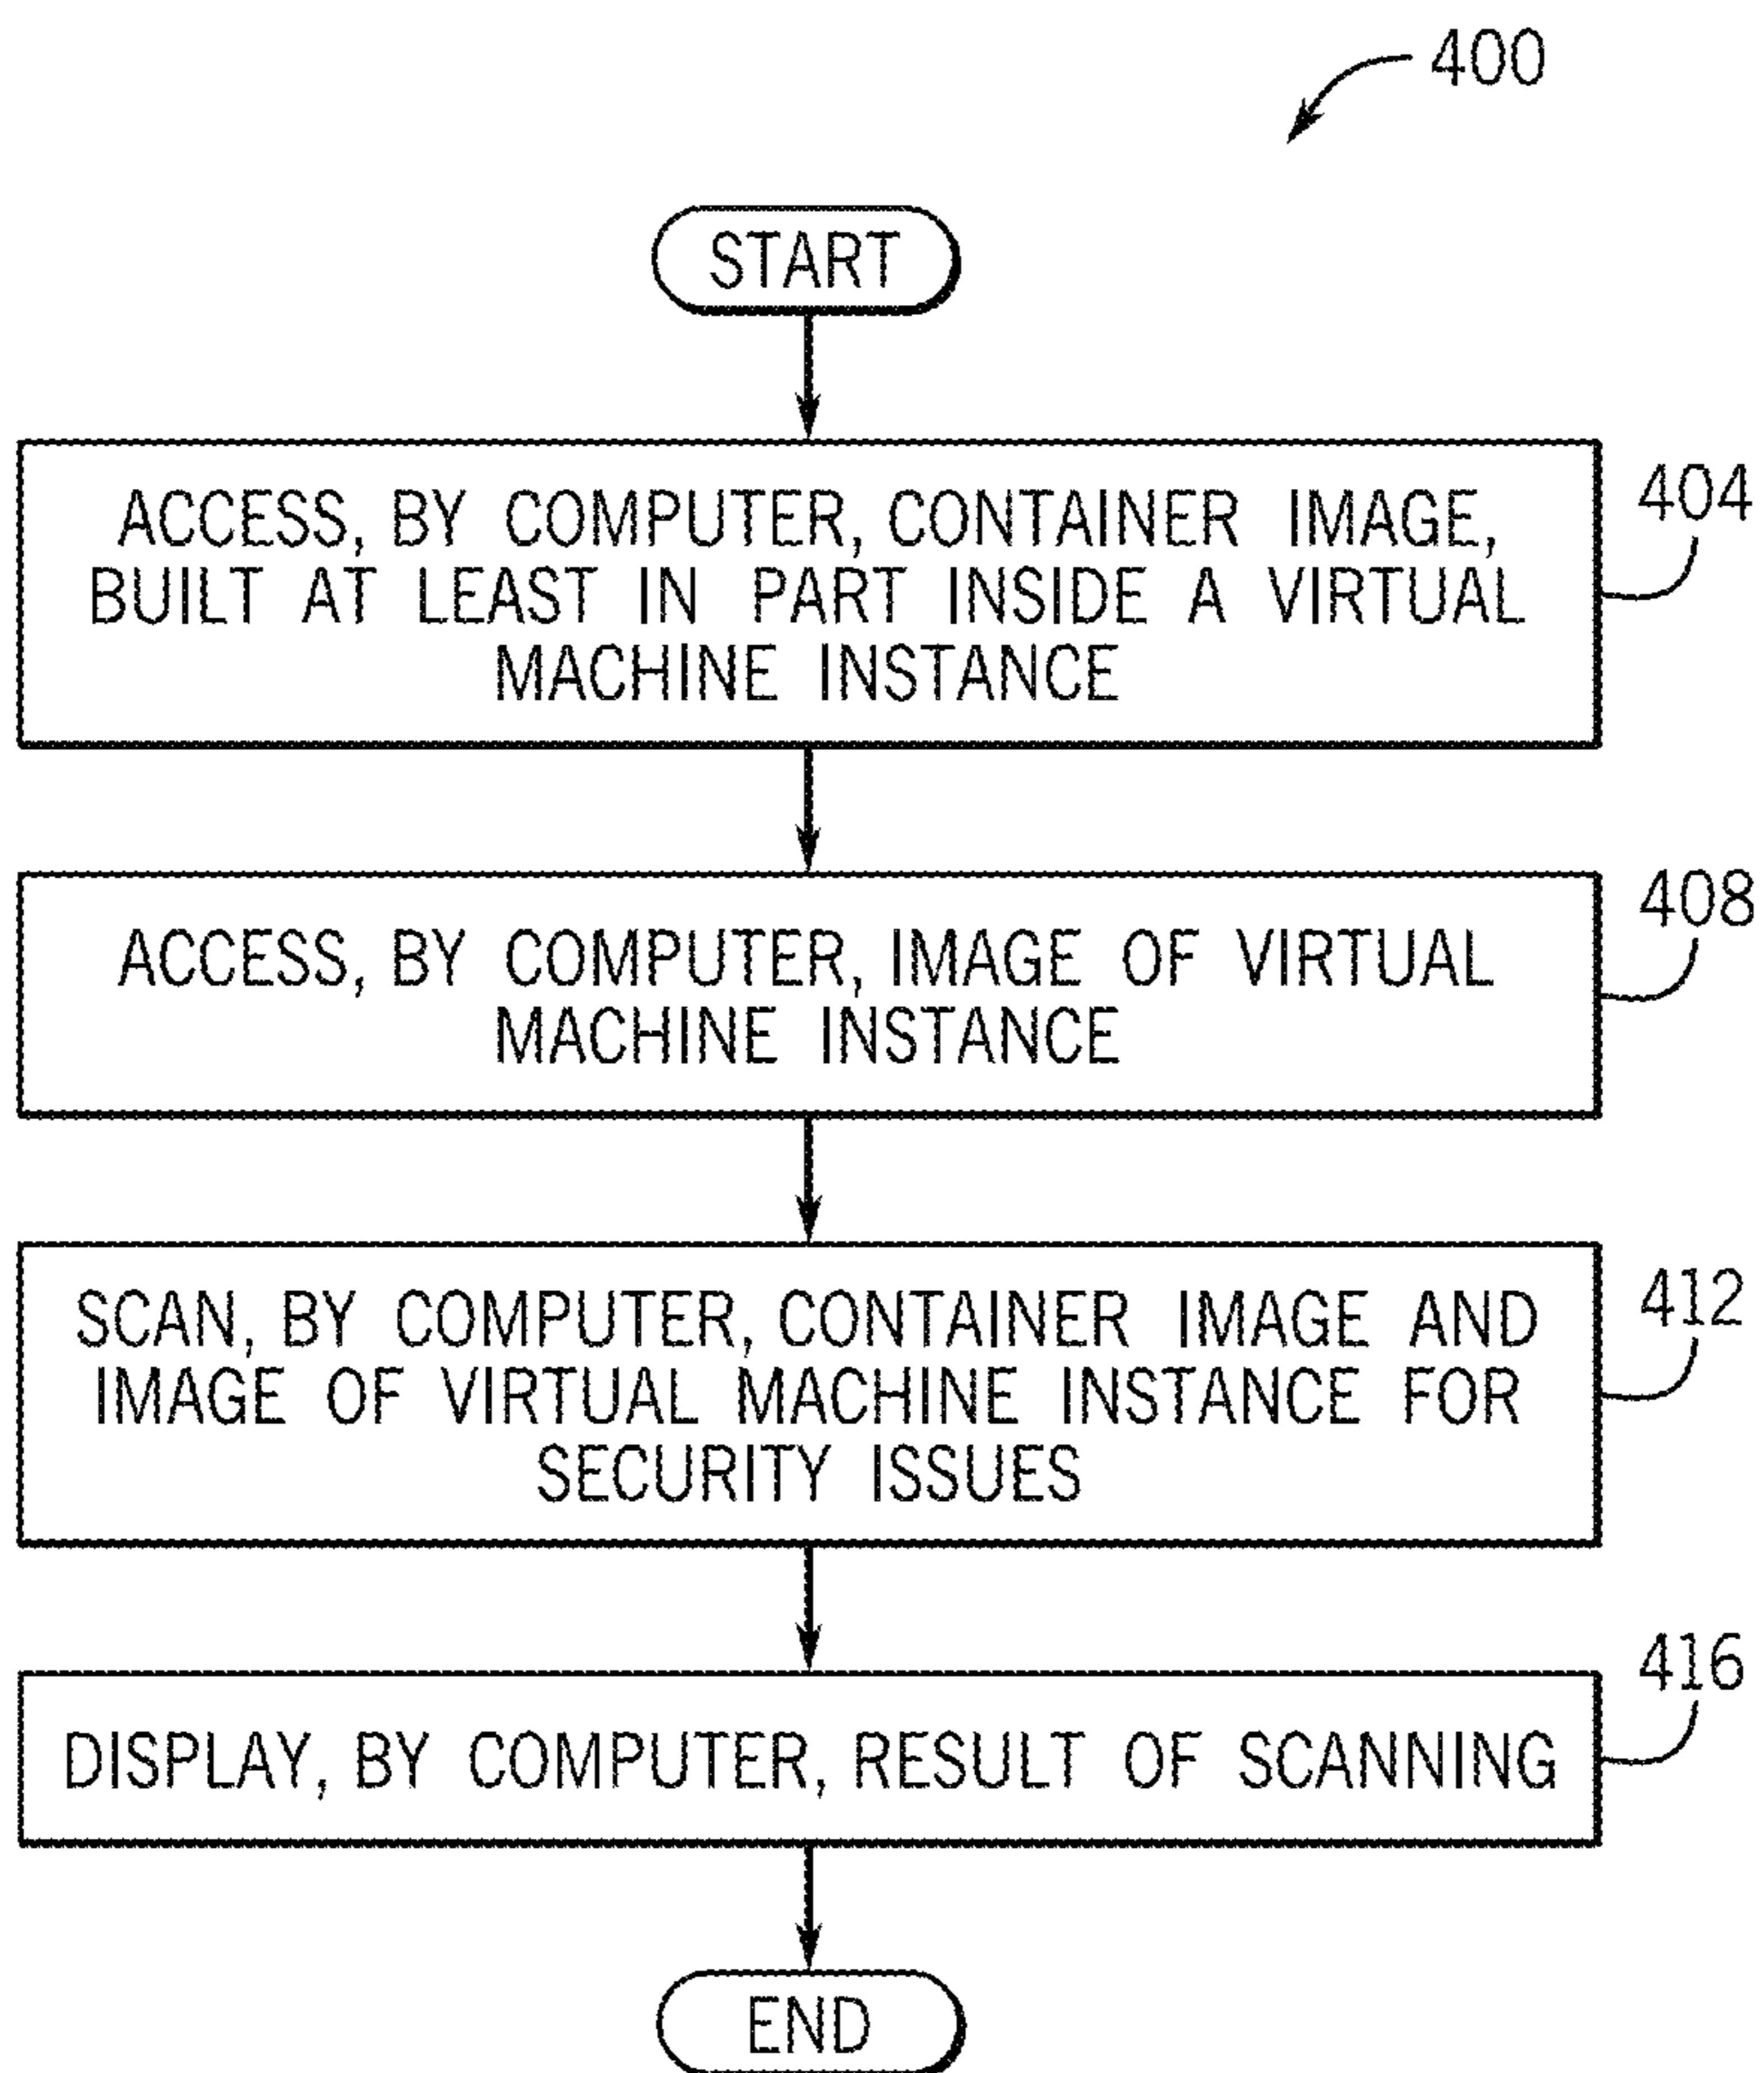 400
START
ACCESS, BY COMPUTER, CONTAINER IMAGE,
BUILT AT LEAST IN PART INSIDE A VIRTUAL
MACHINE INSTANCE
404
ACCESS, BY COMPUTER, IMAGE OF VIRTUAL
MACHINE INSTANCE
408
SCAN, BY COMPUTER, CONTAINER IMAGE AND
IMAGE OF VIRTUAL MACHINE INSTANCE FOR
SECURITY ISSUES
412
DISPLAY, BY COMPUTER, RESULT OF SCANNING
416
END